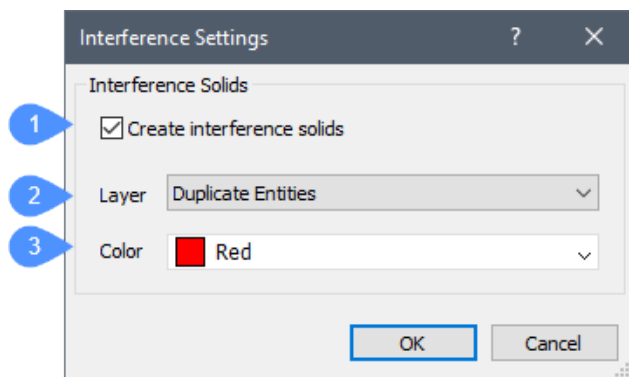 Interference Settings ? ×
Interference Solids
1 Create interference solids
2 Layer Duplicate Entities
3 Color Red
OK Cancel